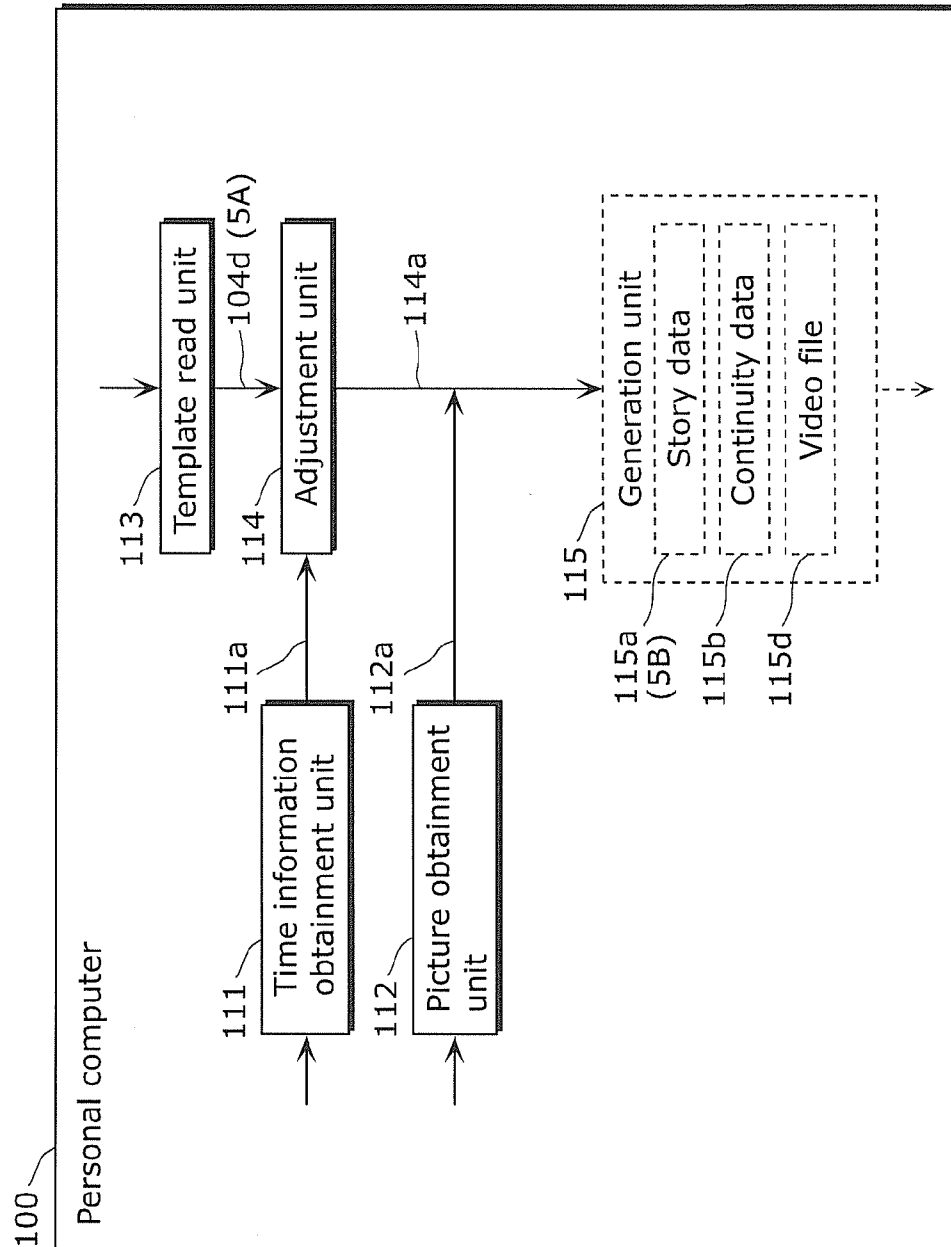 100
Personal computer
113
Template read unit
104d (5A)
111
Time information
obtainment unit
111a
114
Adjustment unit
114a
112
Picture obtainment
unit
112a
115
Generation unit
115a
(5B)
Story data
115b
Continuity data
115d
Video file